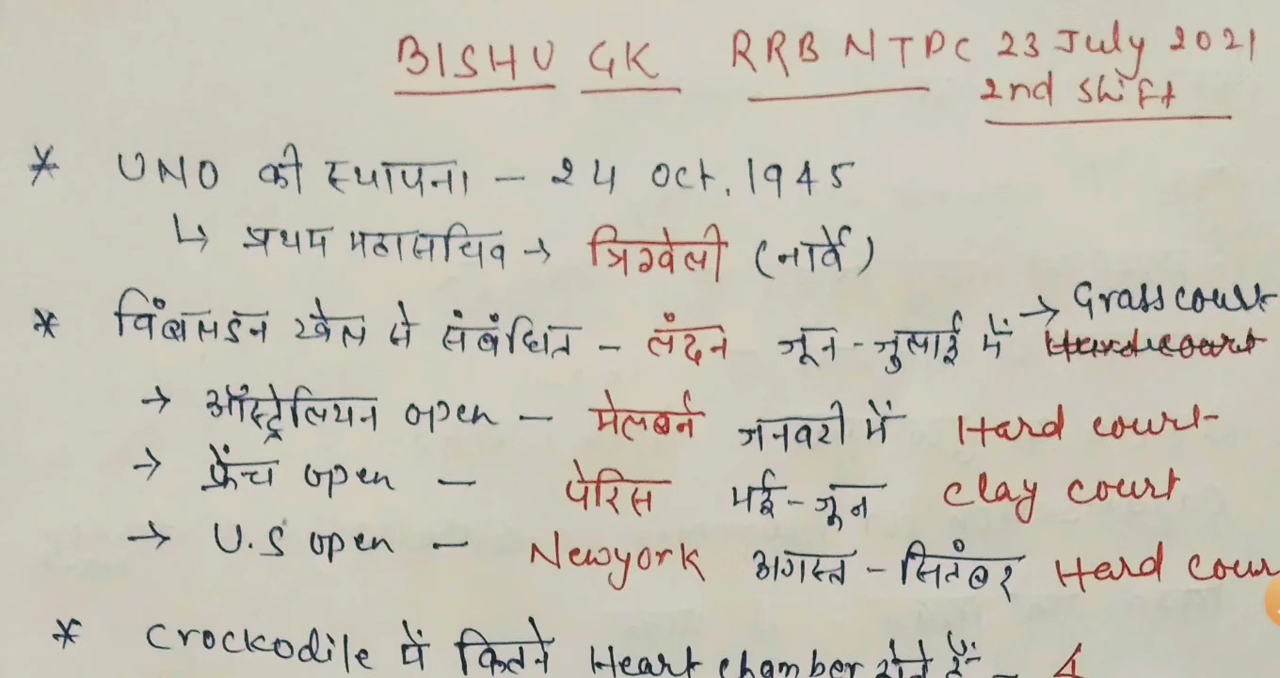 BISHU GK RRB NTPC 23 July 2021
2nd Shift
* UNO की स्थापना - 24 Oct. 1945
↳ प्रथम महासचिव → त्रिग्वेली (नार्वे)
* विंबलडन खेल से संबंधित - लंदन जून-जुलाई में → Grass court
Hard court
→ ऑस्ट्रेलियन open - मेलबर्न जनवरी में Hard court
→ फ्रेंच open - पेरिस मई-जून clay court
→ U.S open - Newyork अगस्त-सितंबर Hard cour
* Crockodile में कितने Heart chamber होते हैं - 4